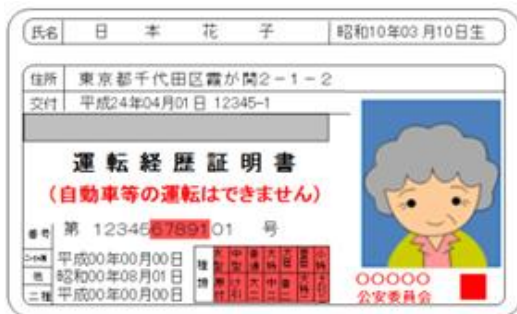 氏名 日本花子 昭和10年03月10日生
住所 東京都千代田区霞が関2-1-2
交付 平成24年04月01日 12345-1
運転経歴証明書
(自動車等の運転はできません)
番号 第 123456789101 号
平成00年00月00日
他 昭和00年08月01日
二種 平成00年00月00日
種類
OOOOO
公安委員会